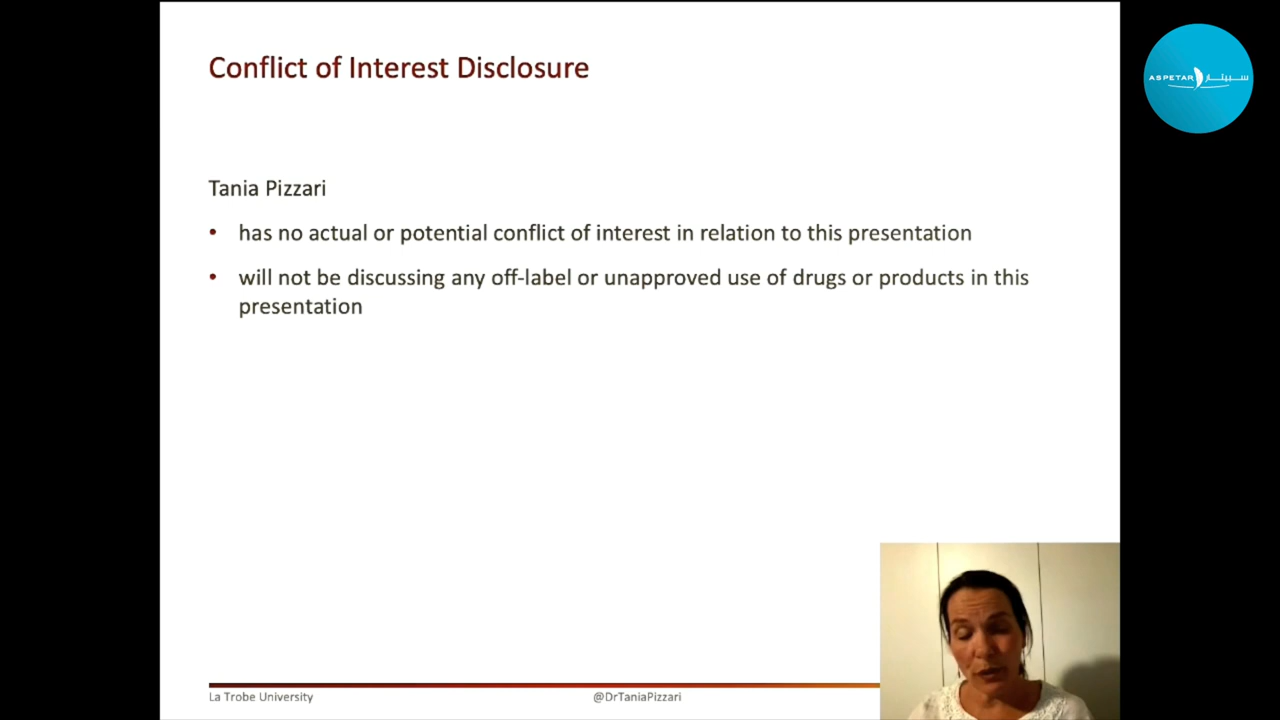 Conflict of Interest Disclosure
ASPETAR سبيتار
Tania Pizzari
• has no actual or potential conflict of interest in relation to this presentation
• will not be discussing any off-label or unapproved use of drugs or products in this
presentation
La Trobe University
@DrTaniaPizzari